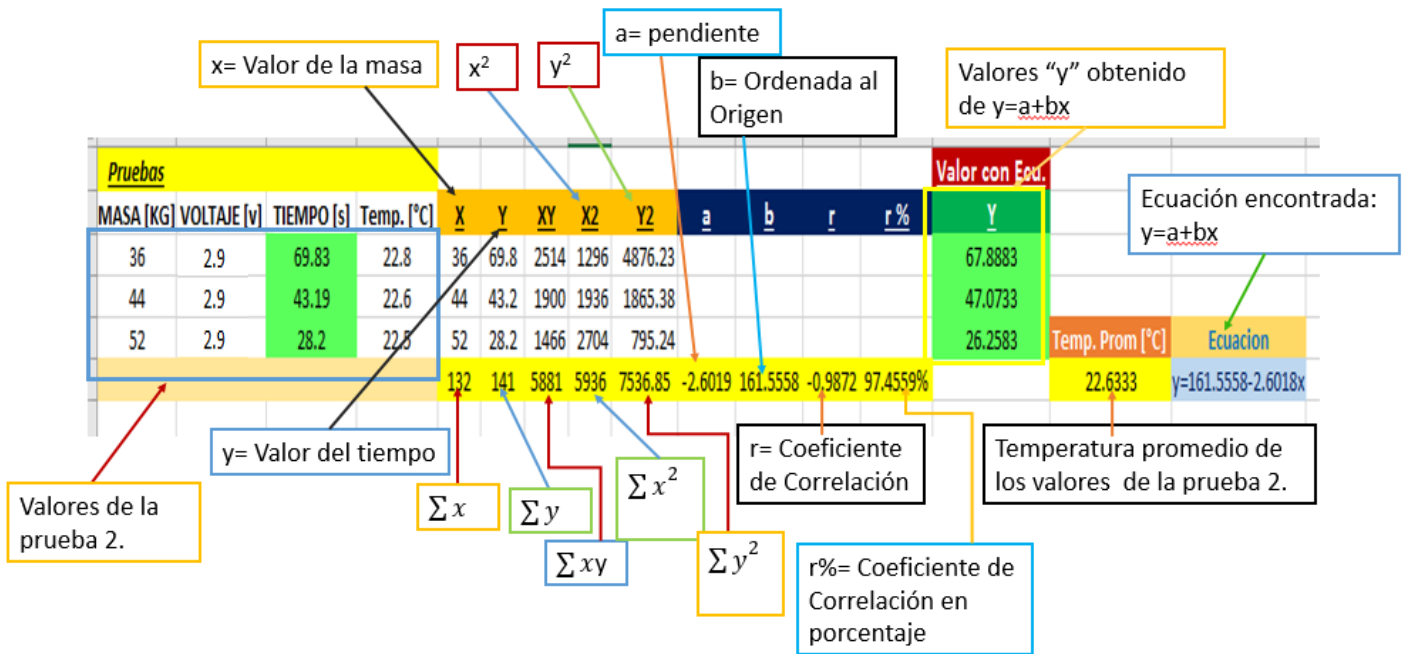 a= pendiente
x= Valor de la masa
x²
y²
b= Ordenada al
Origen
Valores “y” obtenido
de y=a+bx
Ecuación encontrada:
y=a+bx
Pruebas
Valor con Ecu.
MASA [KG] VOLTAJE [v] TIEMPO [s] Temp. [°C] X Y XY X2 Y2 a b r r % Y
36 2.9 69.83 22.8 36 69.8 2514 1296 4876.23 67.8883
44 2.9 43.19 22.6 44 43.2 1900 1936 1865.38 47.0733
52 2.9 28.2 22.5 52 28.2 1466 2704 795.24 26.2583 Temp. Prom [°C] Ecuacion
132 141 5881 5936 7536.85 -2.6019 161.5558 -0.9872 97.4559% 22.6333 y=161.5558-2.6018x
y= Valor del tiempo
r= Coeficiente
de Correlación
Temperatura promedio de
los valores de la prueba 2.
Valores de la
prueba 2.
∑ x
∑ y
∑ xy
∑ x²
∑ y²
r%= Coeficiente de
Correlación en
porcentaje